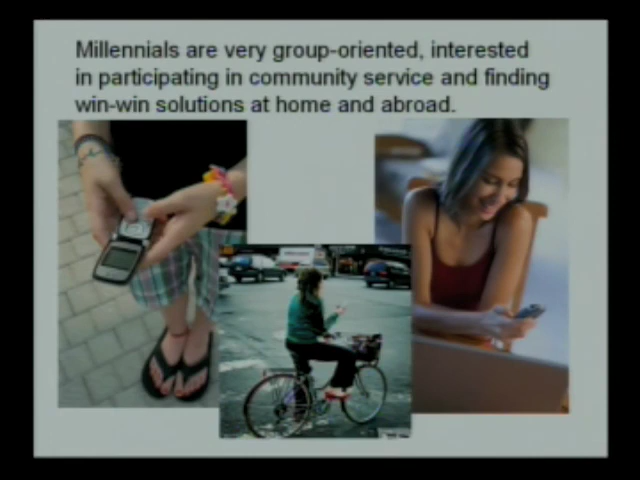 Millennials are very group-oriented, interested
in participating in community service and finding
win-win solutions at home and abroad.